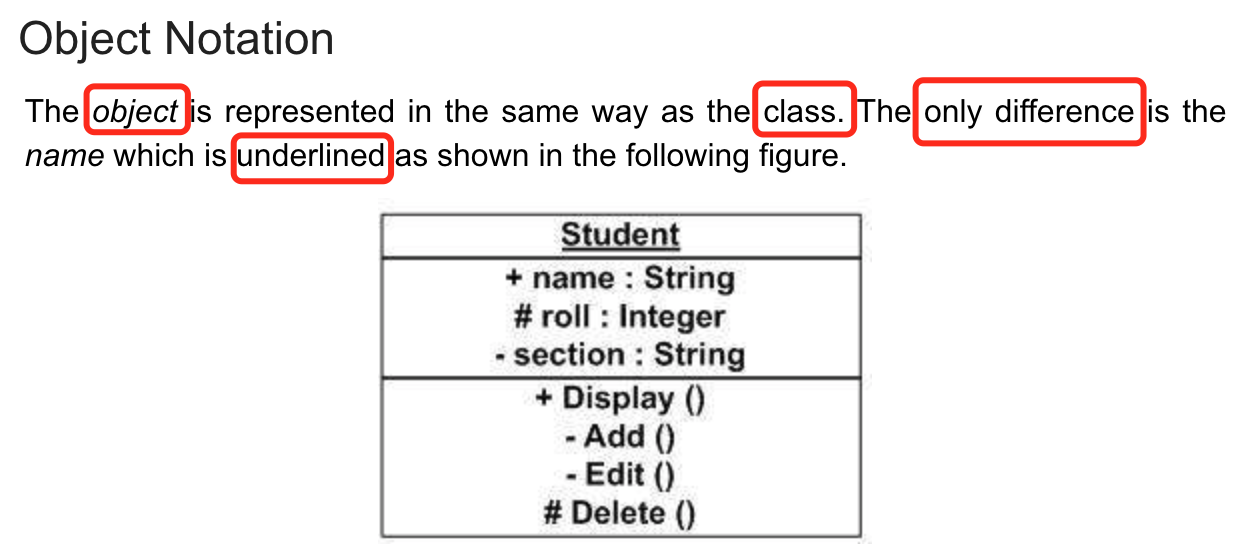 Object Notation
The object is represented in the same way as the class. The only difference is the
name which is underlined as shown in the following figure.
Student
+ name : String
# roll : Integer
- section : String
+ Display ()
- Add ()
- Edit ()
# Delete ()